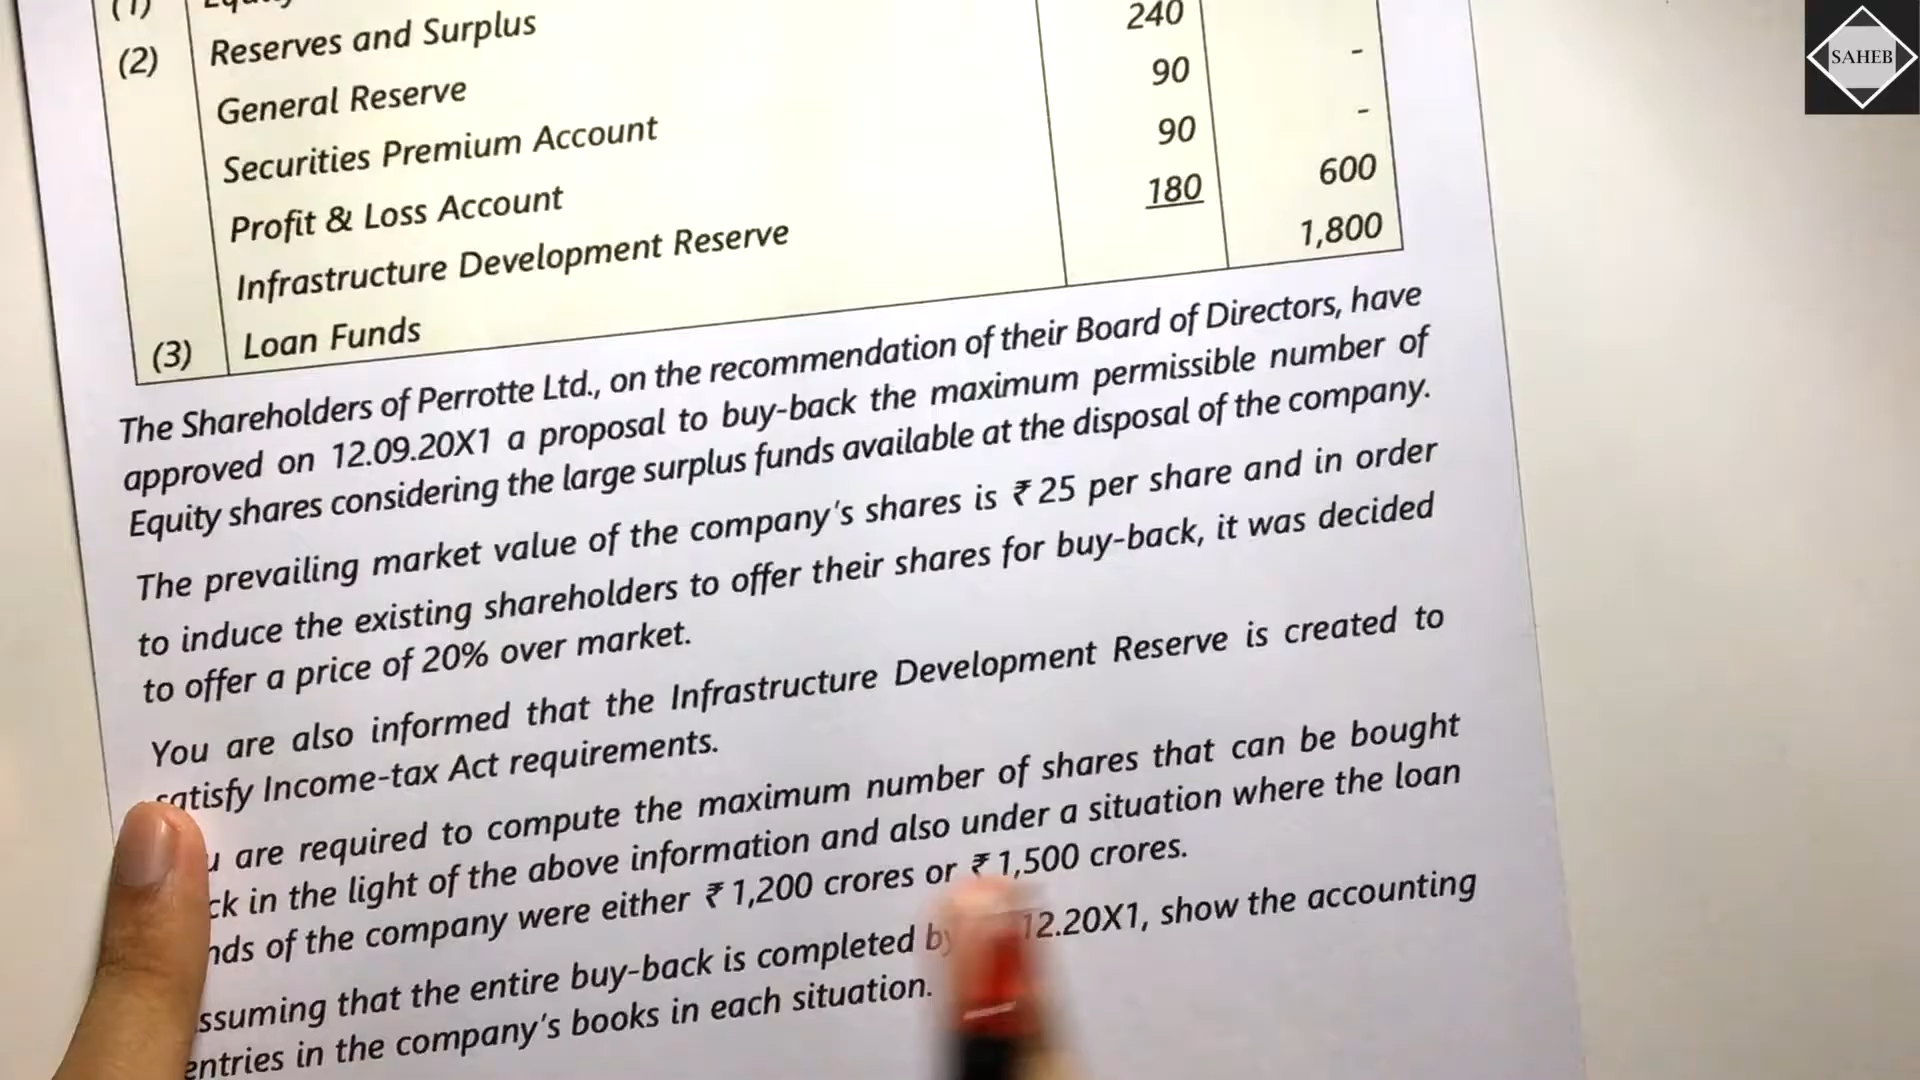 (1)
(2) Reserves and Surplus
General Reserve 240 -
Securities Premium Account 90 -
Profit & Loss Account 90
Infrastructure Development Reserve 180 600
(3) Loan Funds 1,800
The Shareholders of Perrotte Ltd., on the recommendation of their Board of Directors, have
approved on 12.09.20X1 a proposal to buy-back the maximum permissible number of
Equity shares considering the large surplus funds available at the disposal of the company.
The prevailing market value of the company's shares is ₹ 25 per share and in order
to induce the existing shareholders to offer their shares for buy-back, it was decided
to offer a price of 20% over market.
You are also informed that the Infrastructure Development Reserve is created to
satisfy Income-tax Act requirements.
are required to compute the maximum number of shares that can be bought
ck in the light of the above information and also under a situation where the loan
nds of the company were either ₹ 1,200 crores or ₹ 1,500 crores.
ssuming that the entire buy-back is completed by 12.20X1, show the accounting
entries in the company's books in each situation.
SAHEB